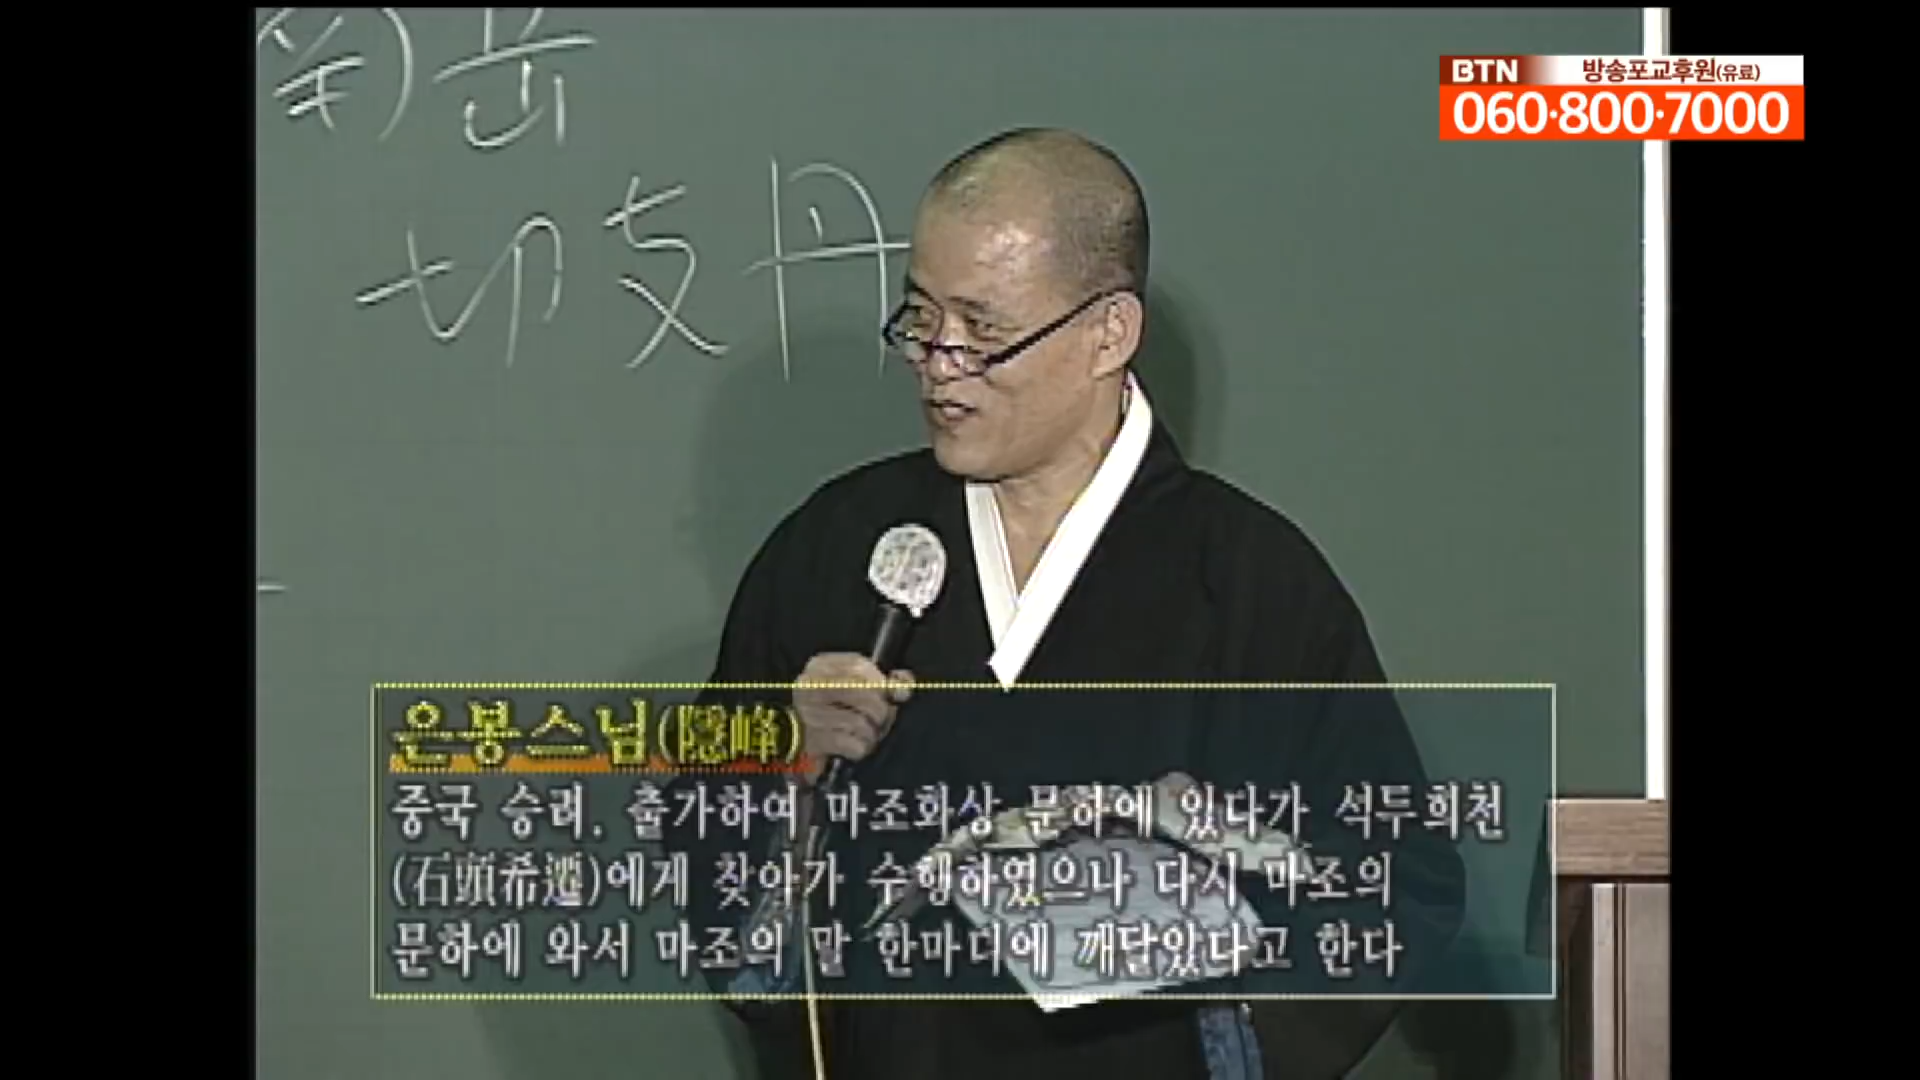 南岳
切支丹
BTN 방송포교후원(유료)
060·800·7000
은봉스님(隱峰)
중국 승려. 출가하여 마조화상 문하에 있다가 석두희천
(石頭希遷)에게 찾아가 수행하였으나 다시 마조의
문하에 와서 마조의 말 한마디에 깨달았다고 한다